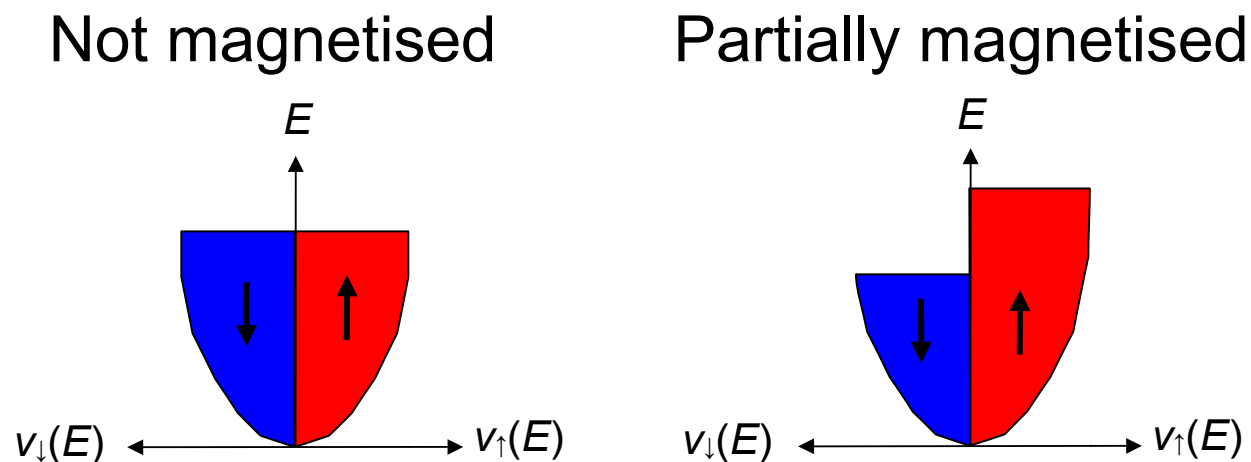 Not magnetised
Partially magnetised
E
E
ν↓(E)
ν↑(E)
ν↓(E)
ν↑(E)